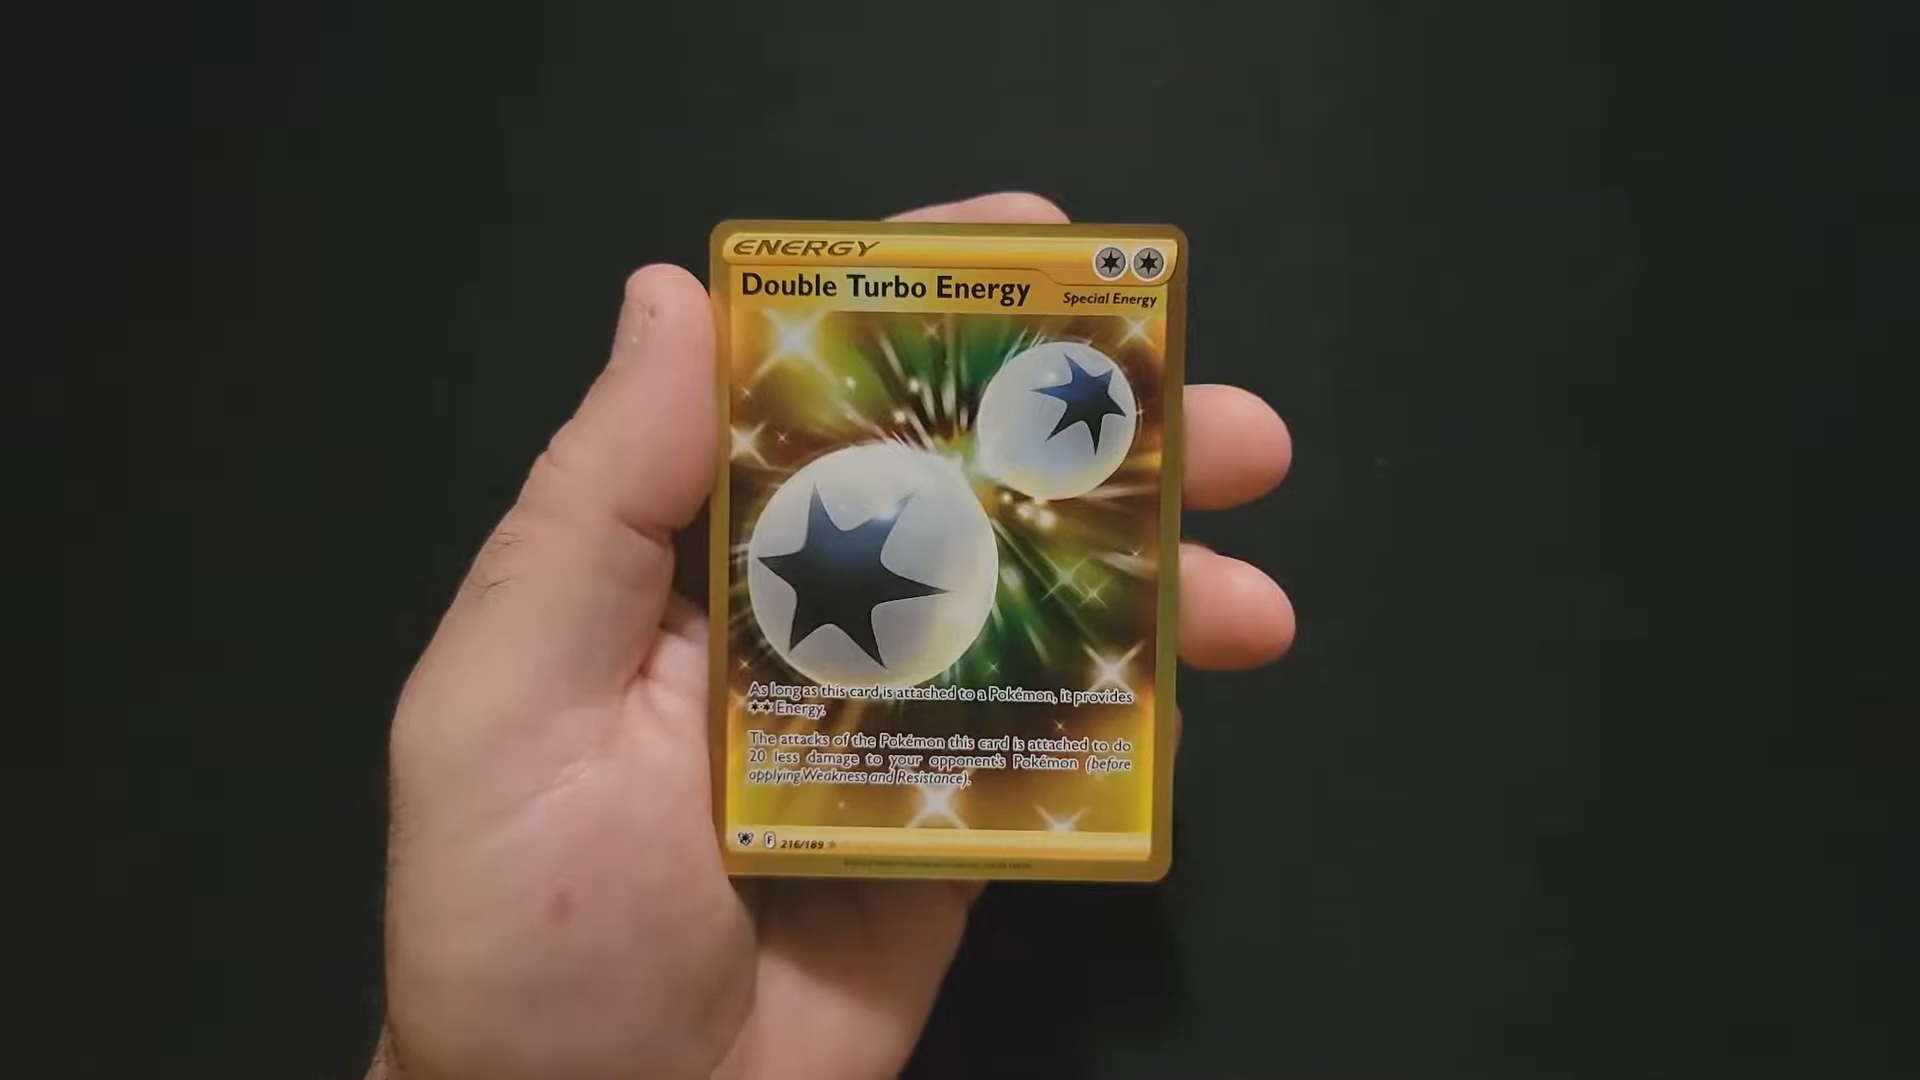 ENERGY
Double Turbo Energy
Special Energy
As long as this card is attached to a Pokémon, it provides
Energy.
The attacks of the Pokémon this card is attached to do
20 less damage to your opponent's Pokémon (before
applying Weakness and Resistance).
F 216/189